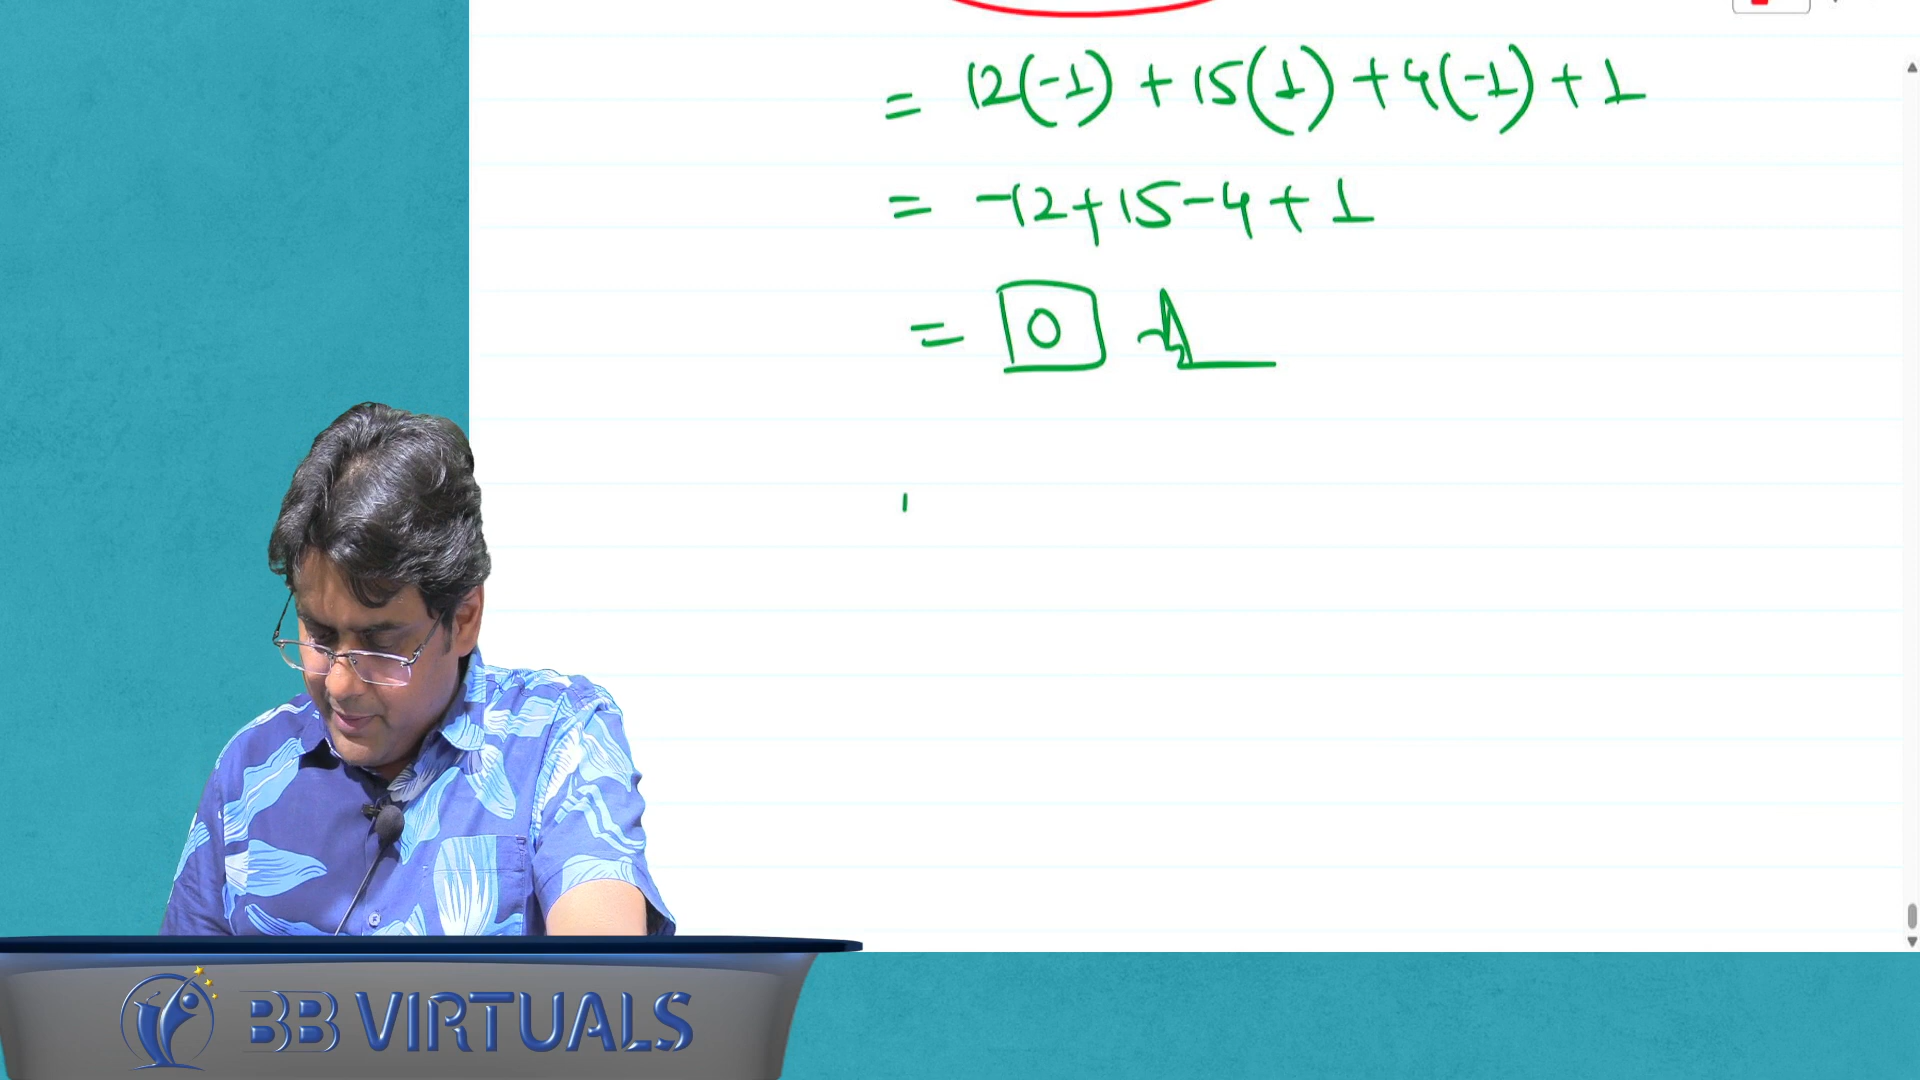 = 12(-1) + 15(1) + 4(-1) + 1
= -12+15-4+1
= 0
BB VIRTUALS